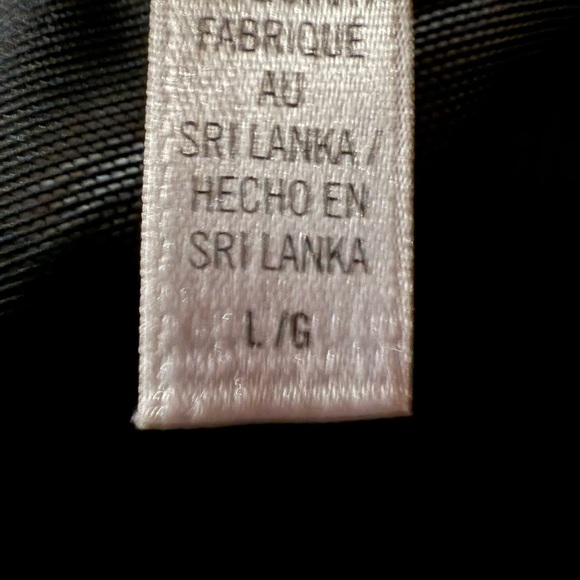 FABRIQUE
AU
SRI LANKA /
HECHO EN
SRI LANKA
L /G